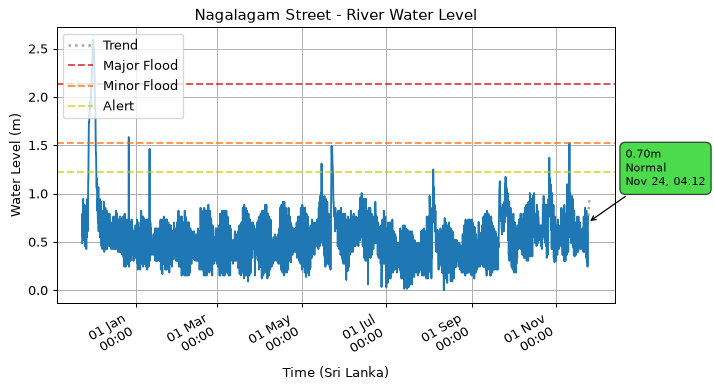 Nagalagam Street - River Water Level
Trend
Major Flood
Minor Flood
Alert
Water Level (m)
2.5
2.0
1.5
1.0
0.5
0.0
0.70m
Normal
Nov 24, 04:12
01 Jan
00:00
01 Mar
00:00
01 May
00:00
01 Jul
00:00
01 Sep
00:00
01 Nov
00:00
Time (Sri Lanka)